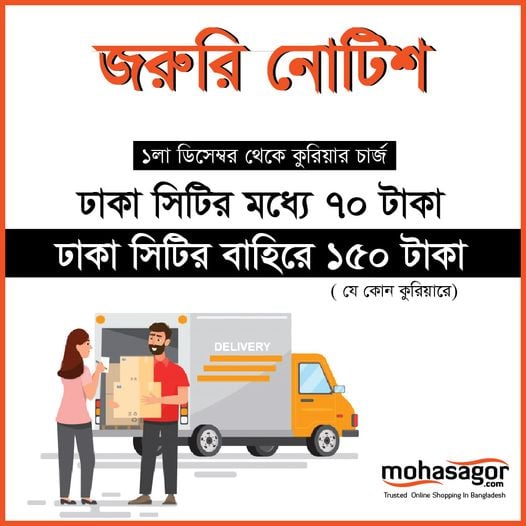 জরুরি নোটিশ
১লা ডিসেম্বর থেকে কুরিয়ার চার্জ
ঢাকা সিটির মধ্যে ৭০ টাকা
ঢাকা সিটির বাহিরে ১৫০ টাকা
( যে কোন কুরিয়ারে)
DELIVERY
mohasagor
.com
Trusted Online Shopping In Bangladesh